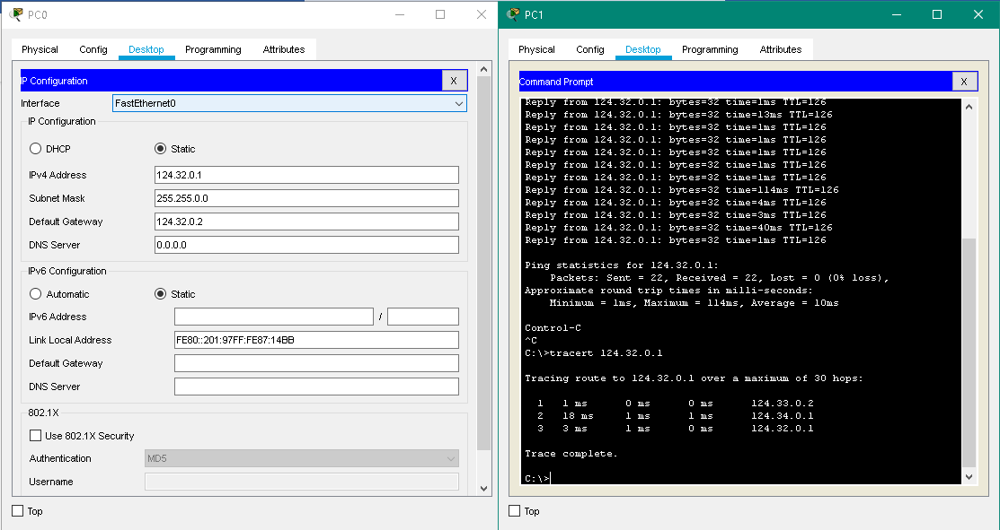 PC0
Physical Config Desktop Programming Attributes
IP Configuration X
Interface FastEthernet0
IP Configuration
DHCP Static
IPv4 Address 124.32.0.1
Subnet Mask 255.255.0.0
Default Gateway 124.32.0.2
DNS Server 0.0.0.0
IPv6 Configuration
Automatic Static
IPv6 Address /
Link Local Address FE80::201:97FF:FE87:14BB
Default Gateway
DNS Server
802.1X
Use 802.1X Security
Authentication MD5
Username
Top
PC1
Physical Config Desktop Programming Attributes
Command Prompt X
Reply from 124.32.0.1: bytes=32 time=1ms TTL=126
Reply from 124.32.0.1: bytes=32 time=13ms TTL=126
Reply from 124.32.0.1: bytes=32 time=1ms TTL=126
Reply from 124.32.0.1: bytes=32 time=1ms TTL=126
Reply from 124.32.0.1: bytes=32 time=1ms TTL=126
Reply from 124.32.0.1: bytes=32 time=1ms TTL=126
Reply from 124.32.0.1: bytes=32 time=1ms TTL=126
Reply from 124.32.0.1: bytes=32 time=114ms TTL=126
Reply from 124.32.0.1: bytes=32 time=4ms TTL=126
Reply from 124.32.0.1: bytes=32 time=3ms TTL=126
Reply from 124.32.0.1: bytes=32 time=40ms TTL=126
Reply from 124.32.0.1: bytes=32 time=1ms TTL=126
Ping statistics for 124.32.0.1:
Packets: Sent = 22, Received = 22, Lost = 0 (0% loss),
Approximate round trip times in milli-seconds:
Minimum = 1ms, Maximum = 114ms, Average = 10ms
Control-C
^C
C:\>tracert 124.32.0.1
Tracing route to 124.32.0.1 over a maximum of 30 hops:
1 1 ms 0 ms 0 ms 124.33.0.2
2 18 ms 1 ms 1 ms 124.34.0.1
3 3 ms 1 ms 0 ms 124.32.0.1
Trace complete.
C:\>
Top